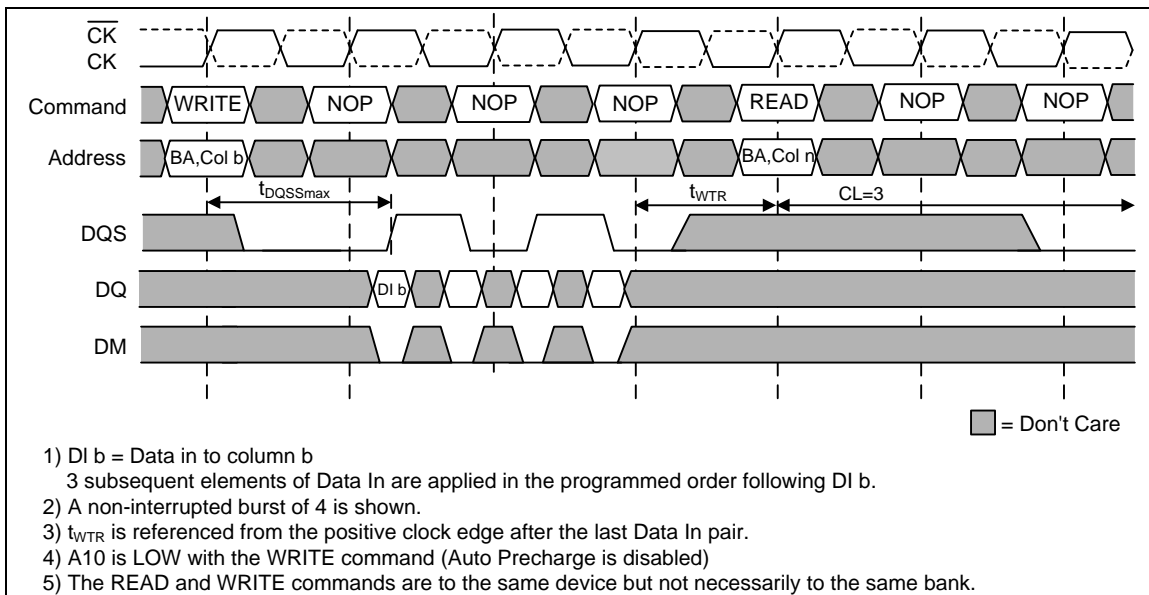 CK
CK
Command WRITE NOP NOP NOP READ NOP NOP
Address BA,Col b BA,Col n
tDQSSmax tWTR CL=3
DQS
DQ DI b
DM
= Don't Care
1) DI b = Data in to column b
3 subsequent elements of Data In are applied in the programmed order following DI b.
2) A non-interrupted burst of 4 is shown.
3) tWTR is referenced from the positive clock edge after the last Data In pair.
4) A10 is LOW with the WRITE command (Auto Precharge is disabled)
5) The READ and WRITE commands are to the same device but not necessarily to the same bank.